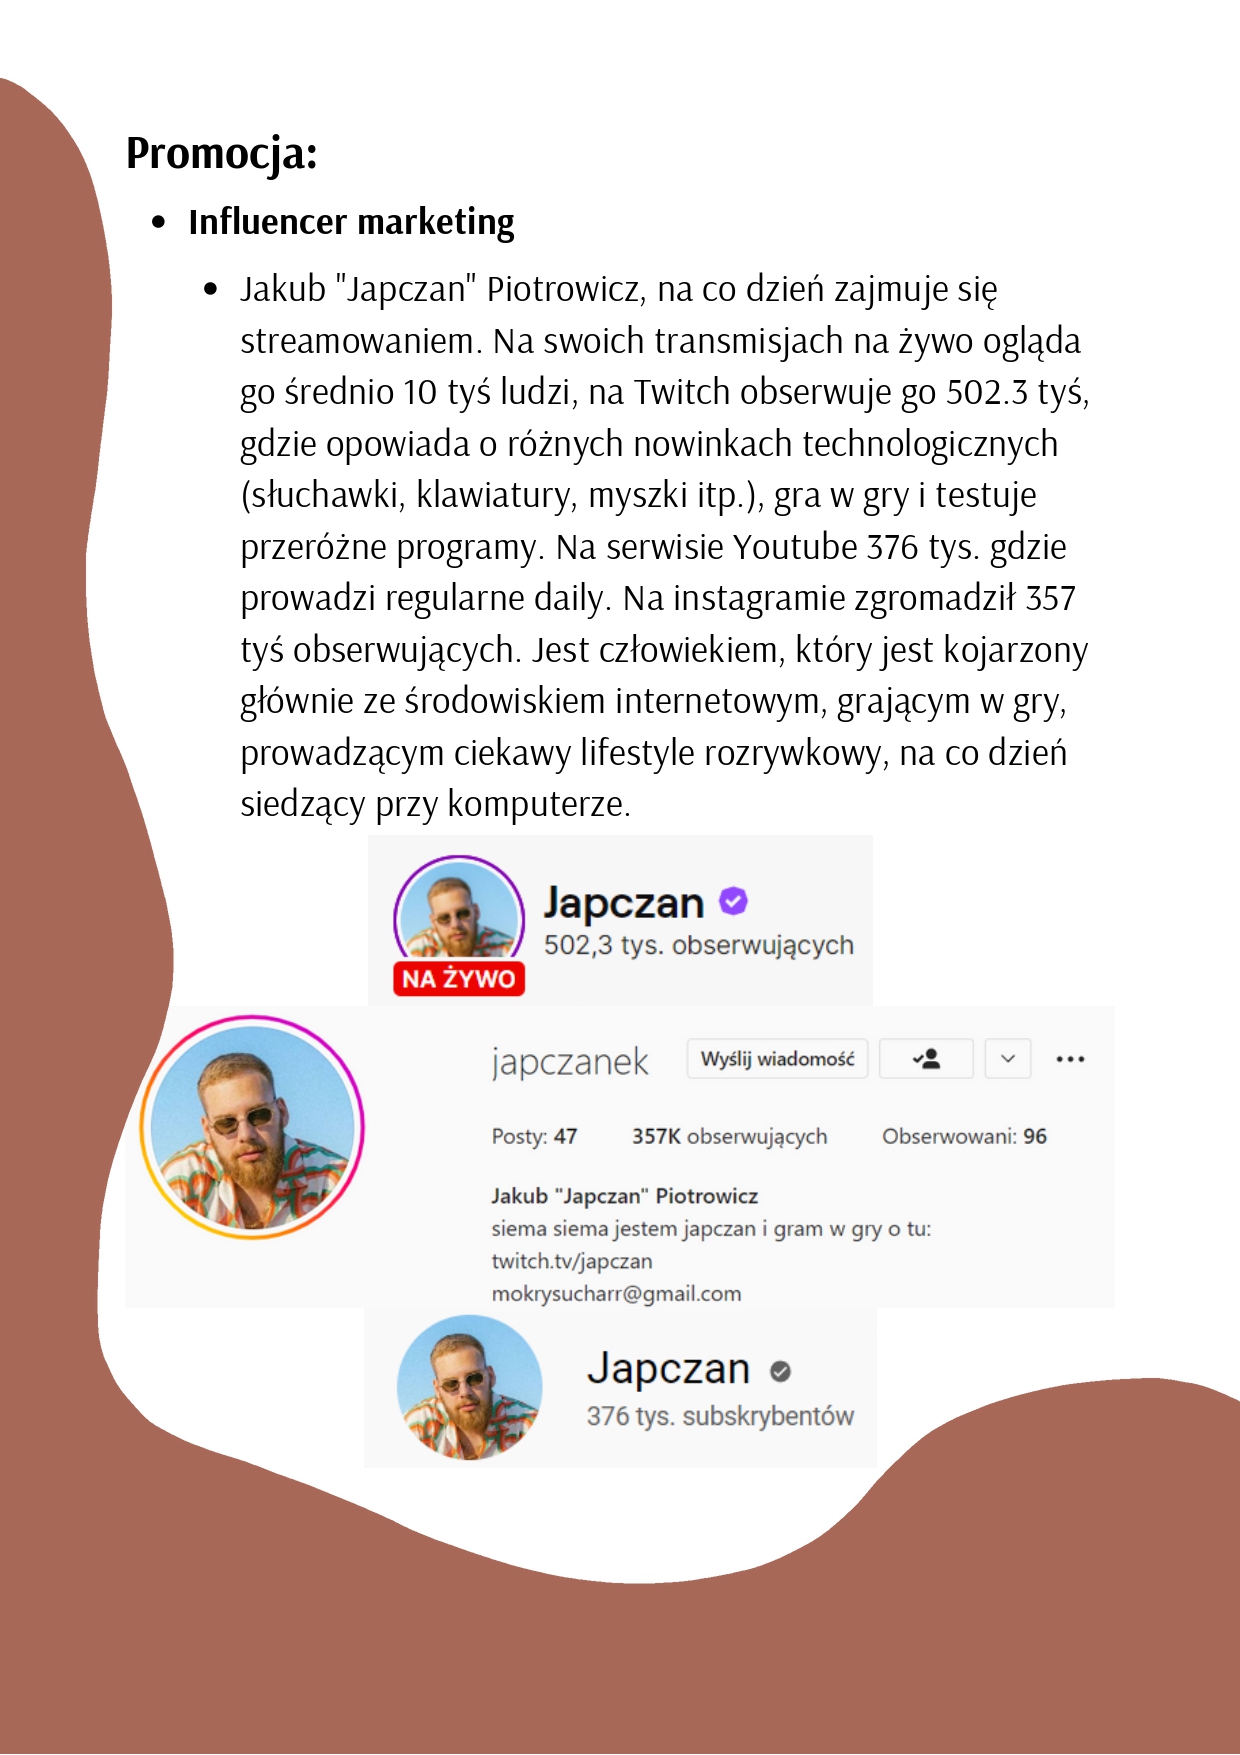 Promocja:
Influencer marketing
Jakub "Japczan" Piotrowicz, na co dzień zajmuje się
streamowaniem. Na swoich transmisjach na żywo ogląda
go średnio 10 tyś ludzi, na Twitch obserwuje go 502.3 tyś,
gdzie opowiada o różnych nowinkach technologicznych
(słuchawki, klawiatury, myszki itp.), gra w gry i testuje
przeróżne programy. Na serwisie Youtube 376 tys. gdzie
prowadzi regularne daily. Na instagramie zgromadził 357
tyś obserwujących. Jest człowiekiem, który jest kojarzony
głównie ze środowiskiem internetowym, grającym w gry,
prowadzącym ciekawy lifestyle rozrywkowy, na co dzień
siedzący przy komputerze.
Japczan
502,3 tys. obserwujących
NA ŻYWO
japczanek Wyślij wiadomość
Posty: 47 357K obserwujących Obserwowani: 96
Jakub "Japczan" Piotrowicz
siema siema jestem japczan i gram w gry o tu:
twitch.tv/japczan
mokrysucharr@gmail.com
Japczan
376 tys. subskrybentów